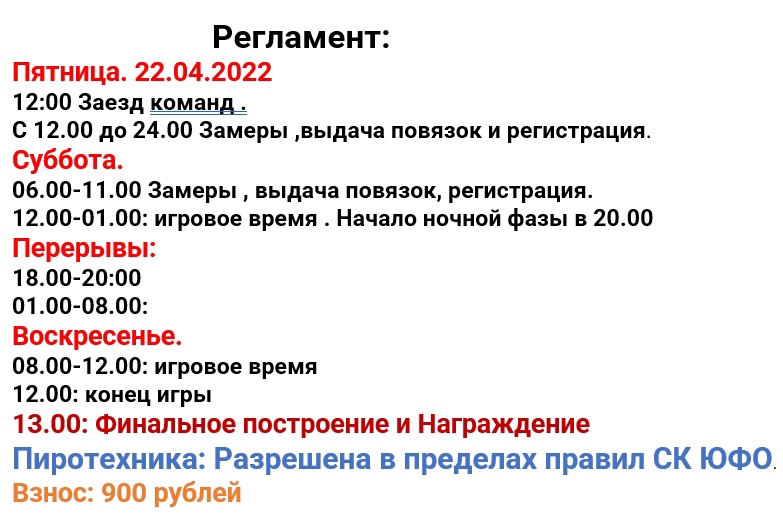 Регламент:
Пятница. 22.04.2022
12:00 Заезд команд .
С 12.00 до 24.00 Замеры ,выдача повязок и регистрация.
Суббота.
06.00-11.00 Замеры , выдача повязок, регистрация.
12.00-01.00: игровое время . Начало ночной фазы в 20.00
Перерывы:
18.00-20:00
01.00-08.00:
Воскресенье.
08.00-12.00: игровое время
12.00: конец игры
13.00: Финальное построение и Награждение
Пиротехника: Разрешена в пределах правил СК ЮФО.
Взнос: 900 рублей